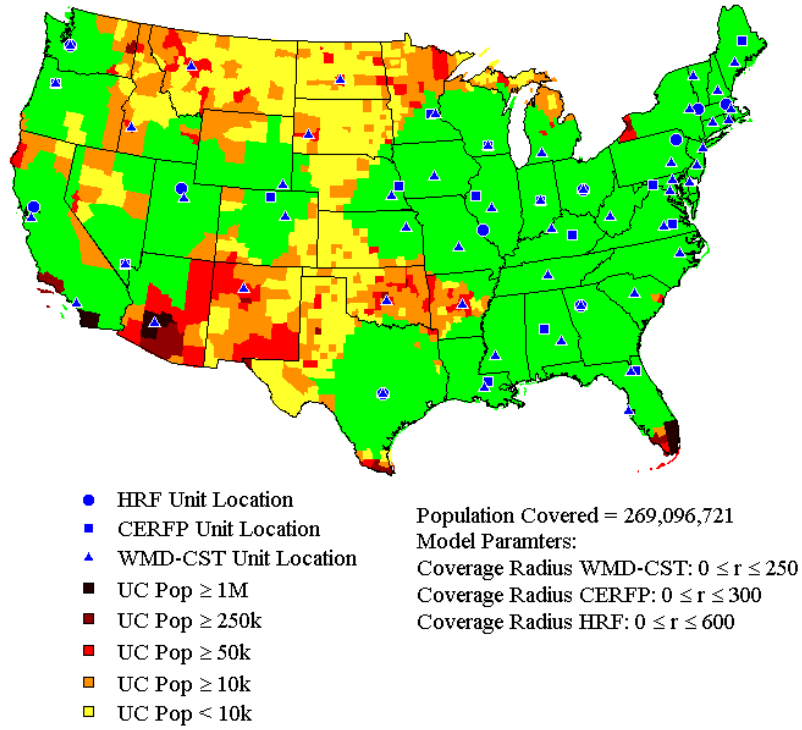 HRF Unit Location
CERFP Unit Location
WMD-CST Unit Location
UC Pop ≥ 1M
UC Pop ≥ 250k
UC Pop ≥ 50k
UC Pop ≥ 10k
UC Pop < 10k
Population Covered = 269,096,721
Model Paramters:
Coverage Radius WMD-CST: 0 ≤ r ≤ 250
Coverage Radius CERFP: 0 ≤ r ≤ 300
Coverage Radius HRF: 0 ≤ r ≤ 600